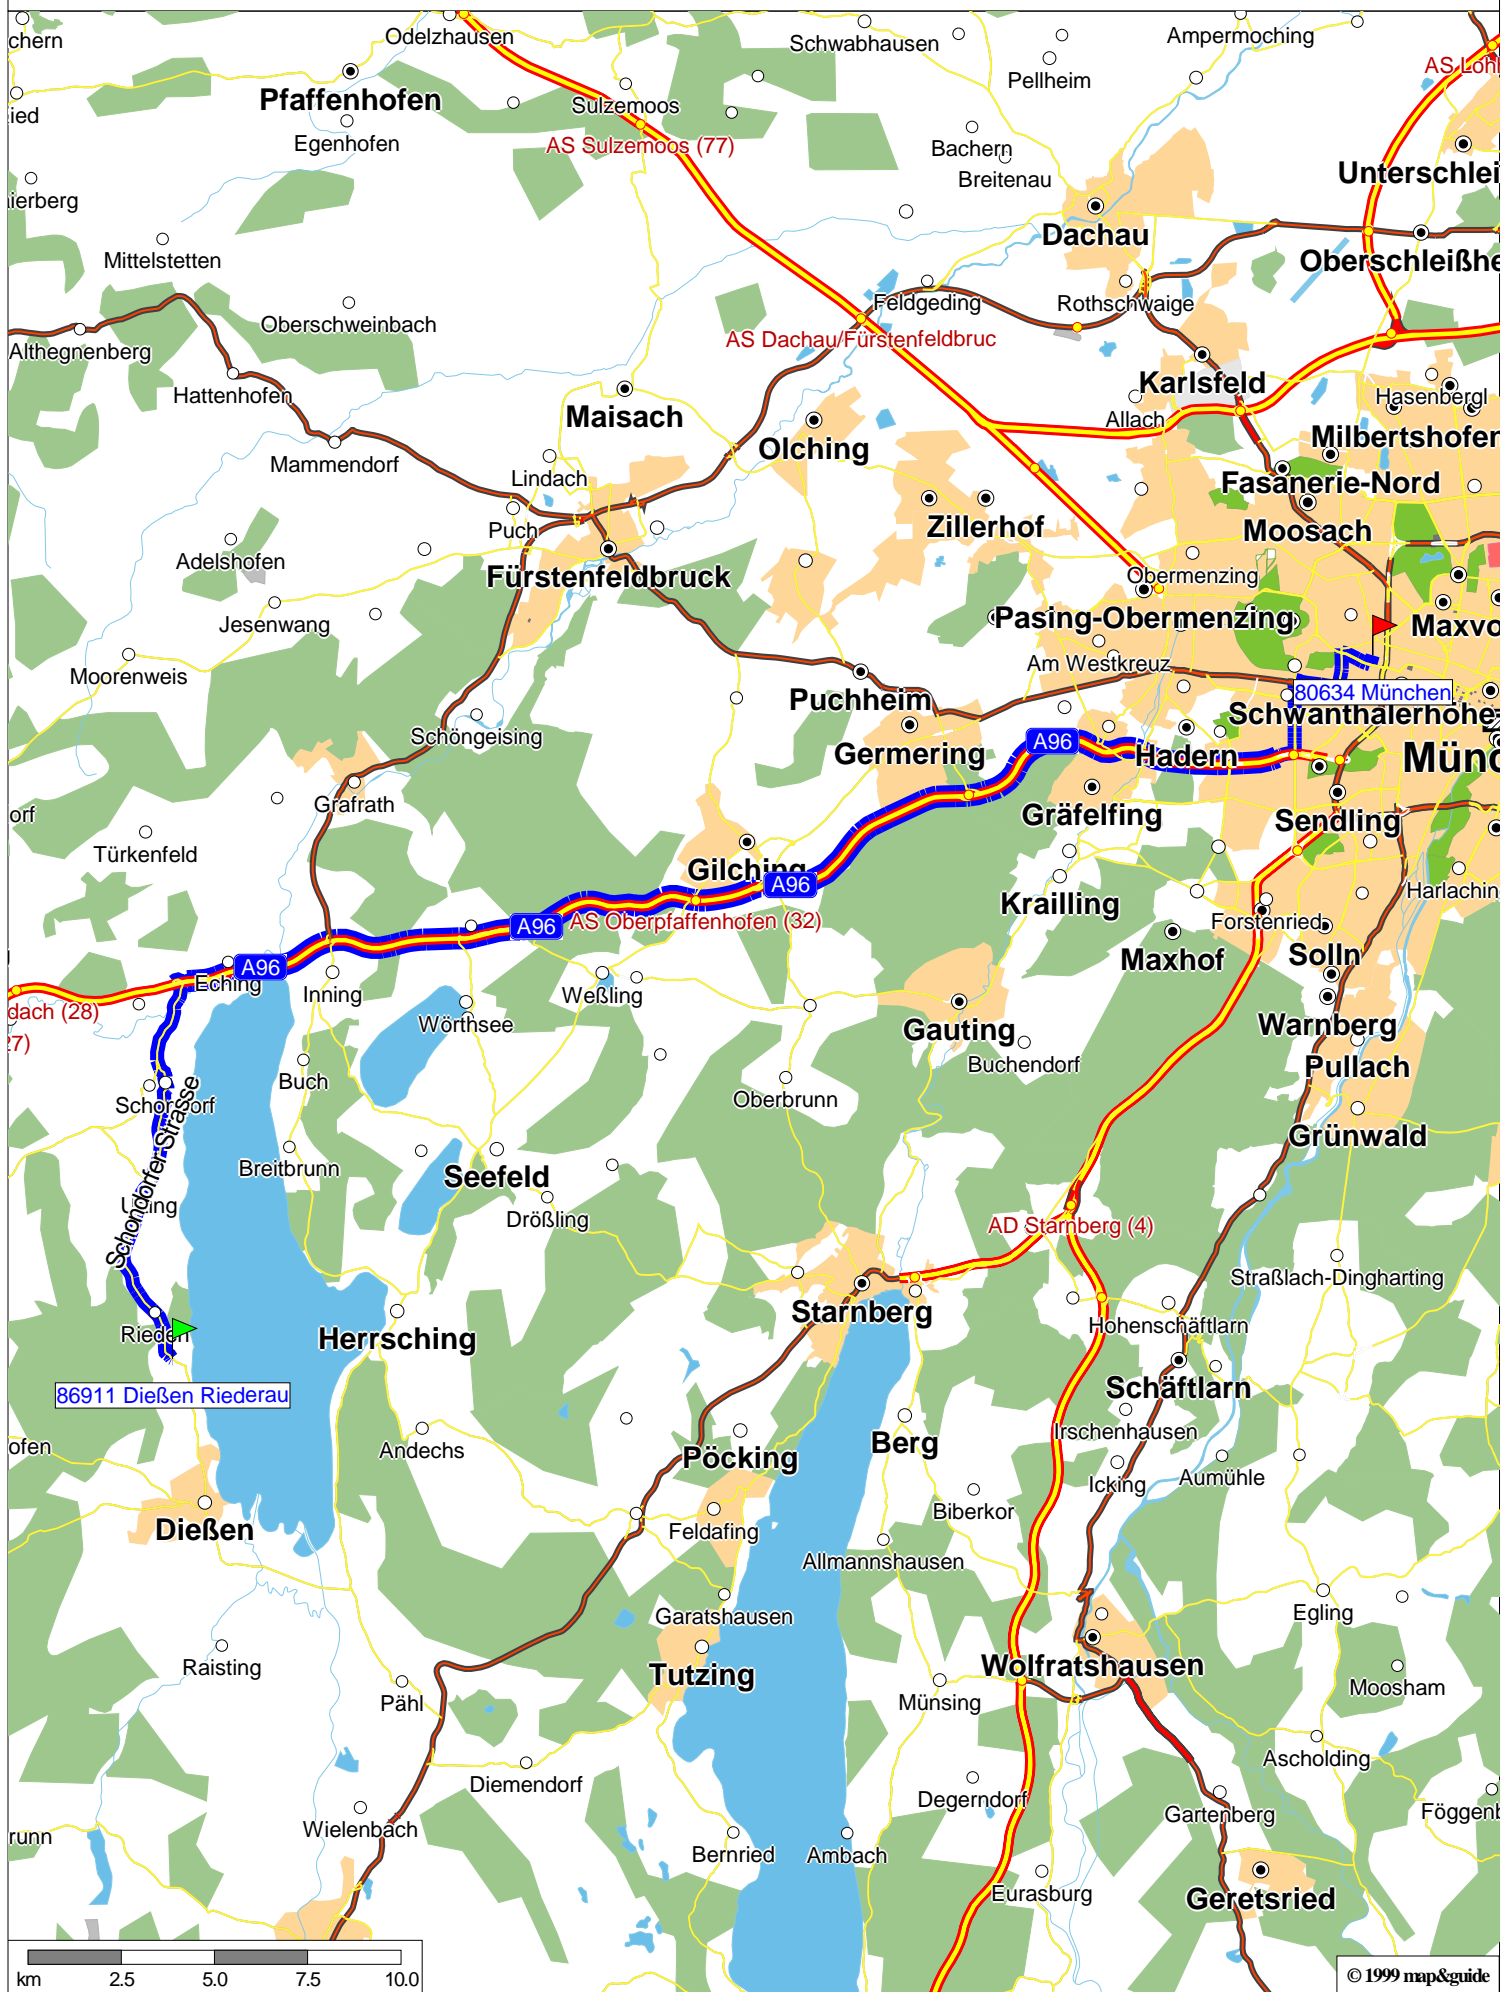 chern
Odelzhausen
Schwabhausen
Ampermoching
AS Lohh
Pellheim
Pfaffenhofen
Sulzemoos
ied
Egenhofen
AS Sulzemoos (77)
Bachern
Breitenau
Unterschlei
ierberg
Dachau
Mittelstetten
Oberschleißhe
Feldgeding
Rothschwaige
Oberschweinbach
AS Dachau/Fürstenfeldbruc
Althegnenberg
Karlsfeld
Hattenhofen
Hasenbergl
Maisach
Allach
Olching
Milbertshofen
Mammendorf
Lindach
Fasanerie-Nord
Puch
Zillerhof
Moosach
Adelshofen
Fürstenfeldbruck
Obermenzing
Jesenwang
Pasing-Obermenzing
Maxvo
Moorenweis
Am Westkreuz
80634 München
Puchheim
Schwanthalerhöhe
Schöngeising
A96
Germering
Hadern
Münc
Grafrath
orf
Gräfelfing
Sendling
Türkenfeld
Gilching
A96
Harlachin
Krailling
A96
AS Oberpfaffenhofen (32)
Forstenried
Solln
Maxhof
A96
Eching
Inning
Weßling
dach (28)
Wörthsee
Gauting
Warnberg
27)
Buchendorf
Pullach
Buch
Schondorf
Oberbrunn
Schondorfer Strasse
Grünwald
Breitbrunn
Seefeld
Utting
Drößling
AD Starnberg (4)
Straßlach-Dingharting
Starnberg
Rieden
Herrsching
Hohenschäftlarn
86911 Dießen Riederau
Schäftlarn
ofen
Andechs
Pöcking
Berg
Irschenhausen
Icking
Aumühle
Biberkor
Dießen
Feldafing
Allmannshausen
Garatshausen
Egling
Raisting
Tutzing
Wolfratshausen
Pähl
Münsing
Moosham
Ascholding
Diemendorf
Degerndorf
Gartenberg
Föggenb
runn
Wielenbach
Bernried
Ambach
Eurasburg
Geretsried
km 2.5 5.0 7.5 10.0
© 1999 map&guide